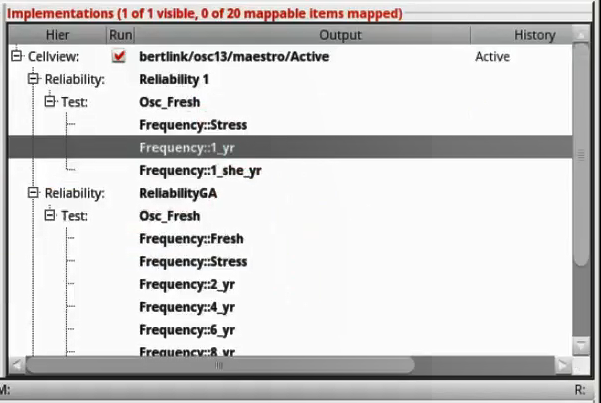 Implementations (1 of 1 visible, 0 of 20 mappable items mapped)
Hier Run Output History
Cellview: bertlink/osc13/maestro/Active Active
Reliability: Reliability 1
Test: Osc_Fresh
Frequency::Stress
Frequency::1_yr
Frequency::1_she_yr
Reliability: ReliabilityGA
Test: Osc_Fresh
Frequency::Fresh
Frequency::Stress
Frequency::2_yr
Frequency::4_yr
Frequency::6_yr
Frequency::8_yr
M: R: